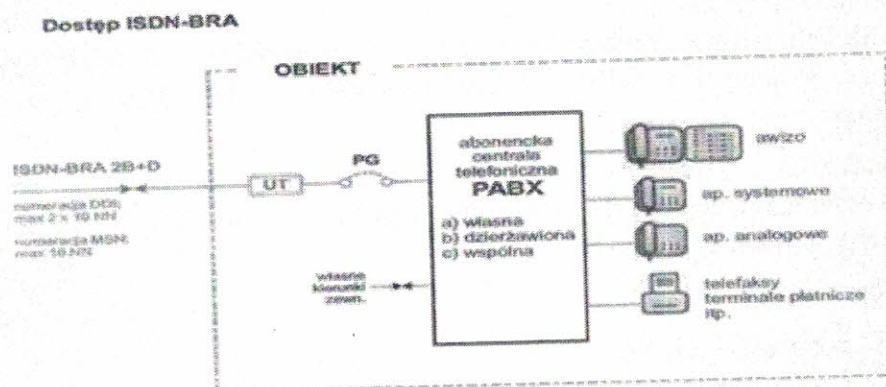 Dostęp ISDN-BRA
OBIEKT
ISDN-BRA 2B+D
numeracja DDI:
max 2 x 10 NN
numeracja MSN:
max 10 NN
UT
PG
abonencka
centrala
telefoniczna
PABX
a) własna
b) dzierżawiona
c) wspólna
własne
kierunki
zewn.
awizo
ap. systemowe
ap. analogowe
telefaksy
terminale płatnicze
itp.